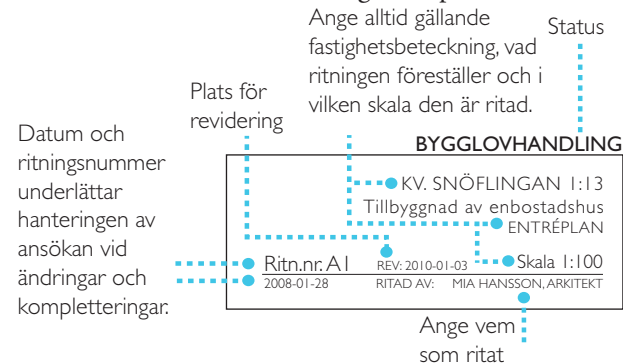 Ange alltid gällande
fastighetsbeteckning, vad
ritningen föreställer och i
vilken skala den är ritad.
Status
Plats för
revidering
Datum och
ritningsnummer
underlättar
hanteringen av
ansökan vid
ändringar och
kompletteringar.
BYGGLOVHANDLING
KV. SNÖFLINGAN 1:13
Tillbyggnad av enbostadshus
ENTRÉPLAN
Ritn.nr. A1 REV: 2010-01-03 Skala 1:100
2008-01-28 RITAD AV: MIA HANSSON, ARKITEKT
Ange vem
som ritat